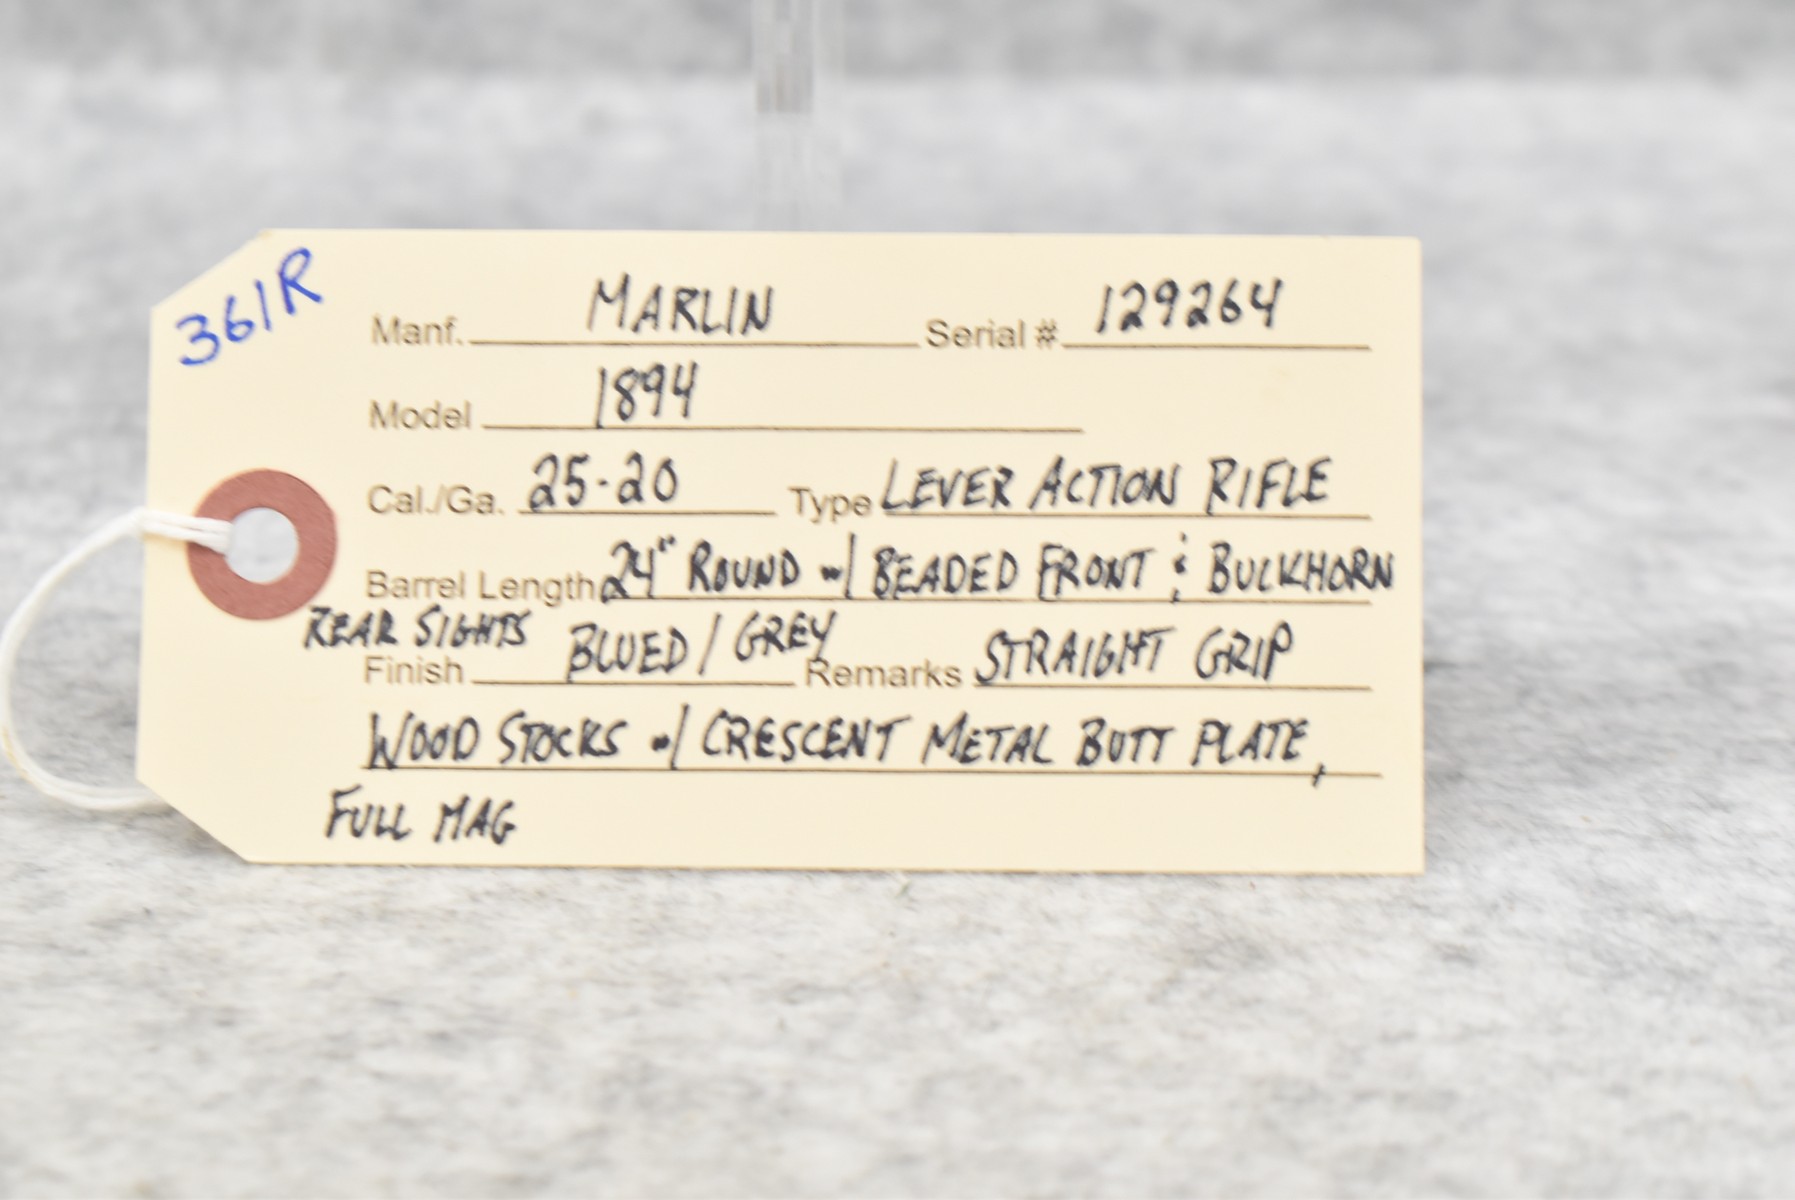 361R
Manf. MARLIN Serial # 129264
Model 1894
Cal./Ga. 25-20 Type LEVER ACTION RIFLE
Barrel Length 24" ROUND w/ BEADED FRONT & BUCKHORN
REAR SIGHTS
Finish BLUED / GREY Remarks STRAIGHT GRIP
WOOD STOCKS w/ CRESCENT METAL BUTT PLATE,
FULL MAG